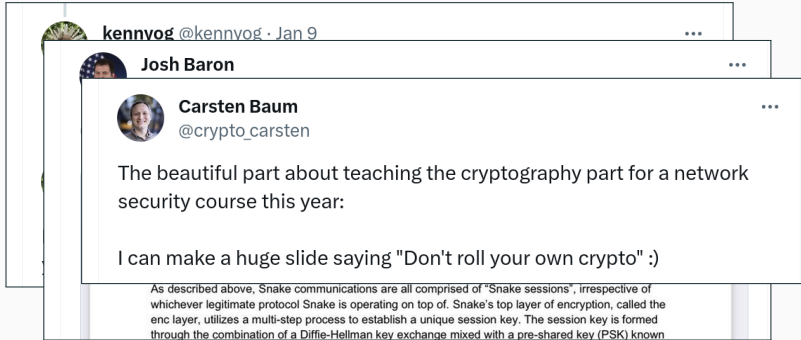 kennyog @kennyog · Jan 9
Josh Baron
Carsten Baum
@crypto_carsten
The beautiful part about teaching the cryptography part for a network
security course this year:
I can make a huge slide saying "Don't roll your own crypto" :)
As described above, Snake communications are all comprised of “Snake sessions”, irrespective of
whichever legitimate protocol Snake is operating on top of. Snake’s top layer of encryption, called the
enc layer, utilizes a multi-step process to establish a unique session key. The session key is formed
through the combination of a Diffie-Hellman key exchange mixed with a pre-shared key (PSK) known